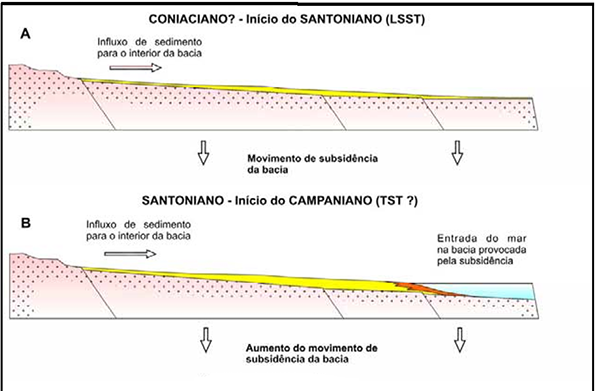 CONIACIANO? - Início do SANTONIANO (LSST)
A
Influxo de sedimento
para o interior da bacia
Movimento de subsidência
da bacia
SANTONIANO - Início do CAMPANIANO (TST ?)
B
Influxo de sedimento
para o interior da bacia
Entrada do mar
na bacia provocada
pela subsidência
Aumento do movimento de
subsidência da bacia